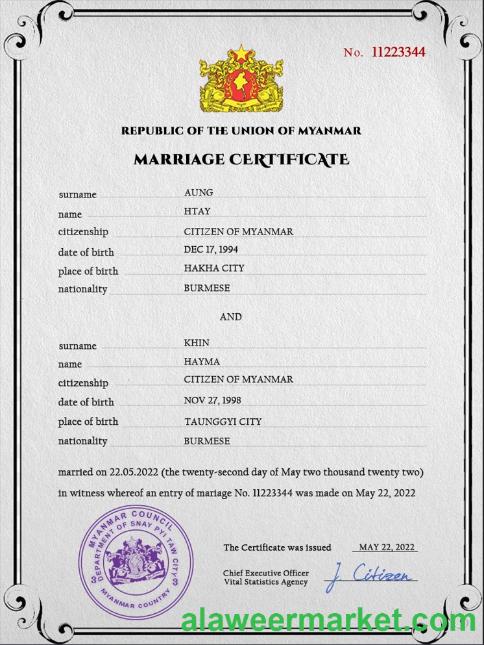 No. 11223344
REPUBLIC OF THE UNION OF MYANMAR
MARRIAGE CERTIFICATE
surname AUNG
name HTAY
citizenship CITIZEN OF MYANMAR
date of birth DEC 17, 1994
place of birth HAKHA CITY
nationality BURMESE
AND
surname KHIN
name HAYMA
citizenship CITIZEN OF MYANMAR
date of birth NOV 27, 1998
place of birth TAUNGGYI CITY
nationality BURMESE
married on 22.05.2022 (the twenty-second day of May two thousand twenty two)
in witness whereof an entry of mariage No. 11223344 was made on May 22, 2022
MYANMAR COUNCIL
DEPARTMENT OF SNAY PYI TAW CITY
MYANMAR COUNTRY
The Certificate was issued MAY 22, 2022
Chief Executive Officer
Vital Statistics Agency
J. Citizen
alaweermarket.com